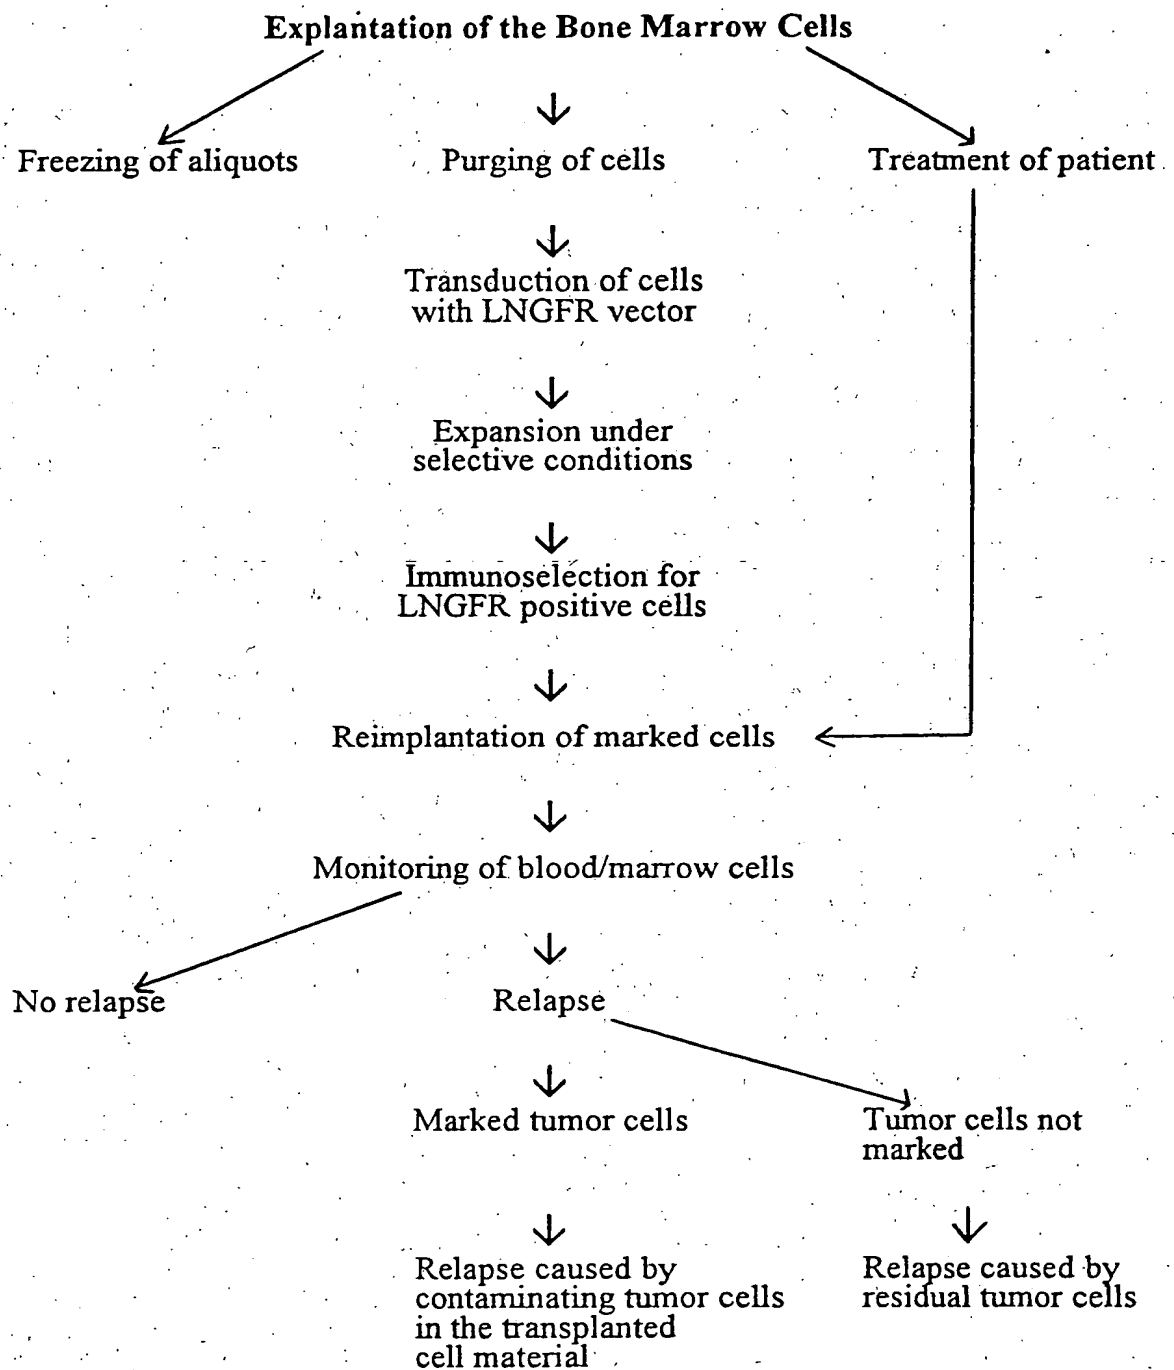 Explantation of the Bone Marrow Cells
Freezing of aliquots
Purging of cells
Treatment of patient
Transduction of cells
with LNGFR vector
Expansion under
selective conditions
Immunoselection for
LNGFR positive cells
Reimplantation of marked cells
Monitoring of blood/marrow cells
No relapse
Relapse
Marked tumor cells
Tumor cells not
marked
Relapse caused by
contaminating tumor cells
in the transplanted
cell material
Relapse caused by
residual tumor cells